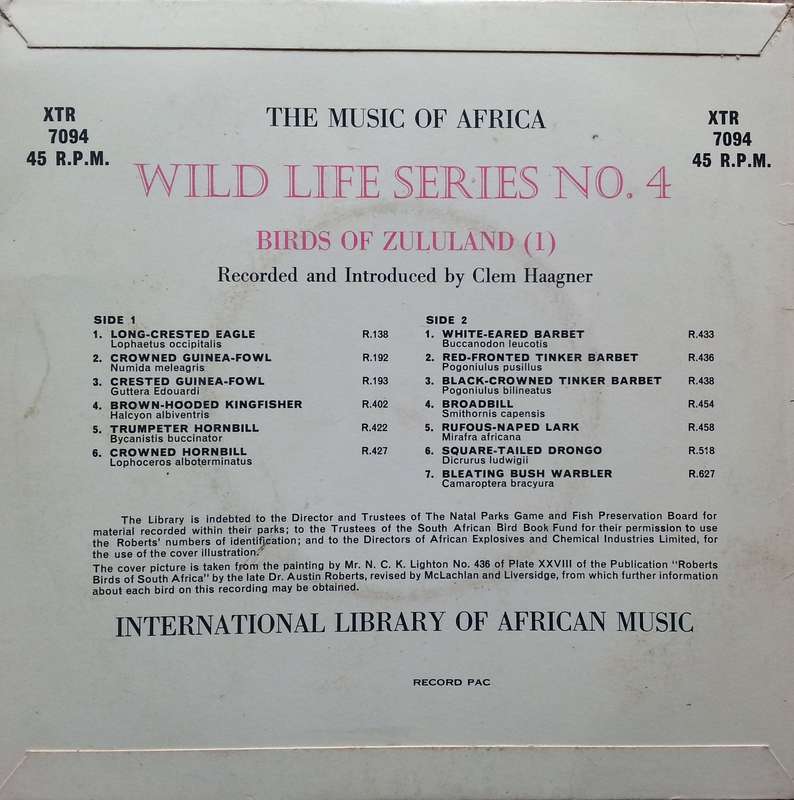 XTR
7094
45 R.P.M.
XTR
7094
45 R.P.M.
THE MUSIC OF AFRICA
WILD LIFE SERIES NO. 4
BIRDS OF ZULULAND (1)
Recorded and Introduced by Clem Haagner
SIDE 1
1. LONG-CRESTED EAGLE R.138
Lophaetus occipitalis
2. CROWNED GUINEA-FOWL R.192
Numida meleagris
3. CRESTED GUINEA-FOWL R.193
Guttera Edouardi
4. BROWN-HOODED KINGFISHER R.402
Halcyon albiventris
5. TRUMPETER HORNBILL R.422
Bycanistis buccinator
6. CROWNED HORNBILL R.427
Lophoceros alboterminatus
SIDE 2
1. WHITE-EARED BARBET R.433
Buccanodon leucotis
2. RED-FRONTED TINKER BARBET R.436
Pogoniulus pusillus
3. BLACK-CROWNED TINKER BARBET R.438
Pogoniulus bilineatus
4. BROADBILL R.454
Smithornis capensis
5. RUFOUS-NAPED LARK R.458
Mirafra africana
6. SQUARE-TAILED DRONGO R.518
Dicrurus ludwigii
7. BLEATING BUSH WARBLER R.627
Camaroptera bracyura
The Library is indebted to the Director and Trustees of The Natal Parks Game and Fish Preservation Board for
material recorded within their parks; to the Trustees of the South African Bird Book Fund for their permission to use
the Roberts' numbers of identification; and to the Directors of African Explosives and Chemical Industries Limited, for
the use of the cover illustration.
The cover picture is taken from the painting by Mr. N. C. K. Lighton No. 436 of Plate XXVIII of the Publication "Roberts
Birds of South Africa" by the late Dr. Austin Roberts, revised by McLachlan and Liversidge, from which further information
about each bird on this recording may be obtained.
INTERNATIONAL LIBRARY OF AFRICAN MUSIC
RECORD PAC